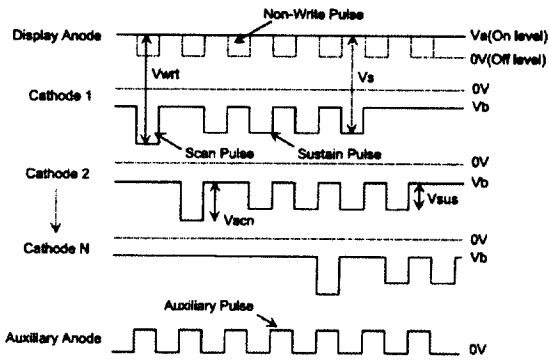 Non-Write Pulse
Display Anode
Va(On level)
0V(Off level)
Vwrt
Vs
Cathode 1
0V
Vb
Scan Pulse
Sustain Pulse
0V
Cathode 2
Vb
Vscn
Vsus
0V
Cathode N
Vb
Auxiliary Pulse
Auxiliary Anode
0V